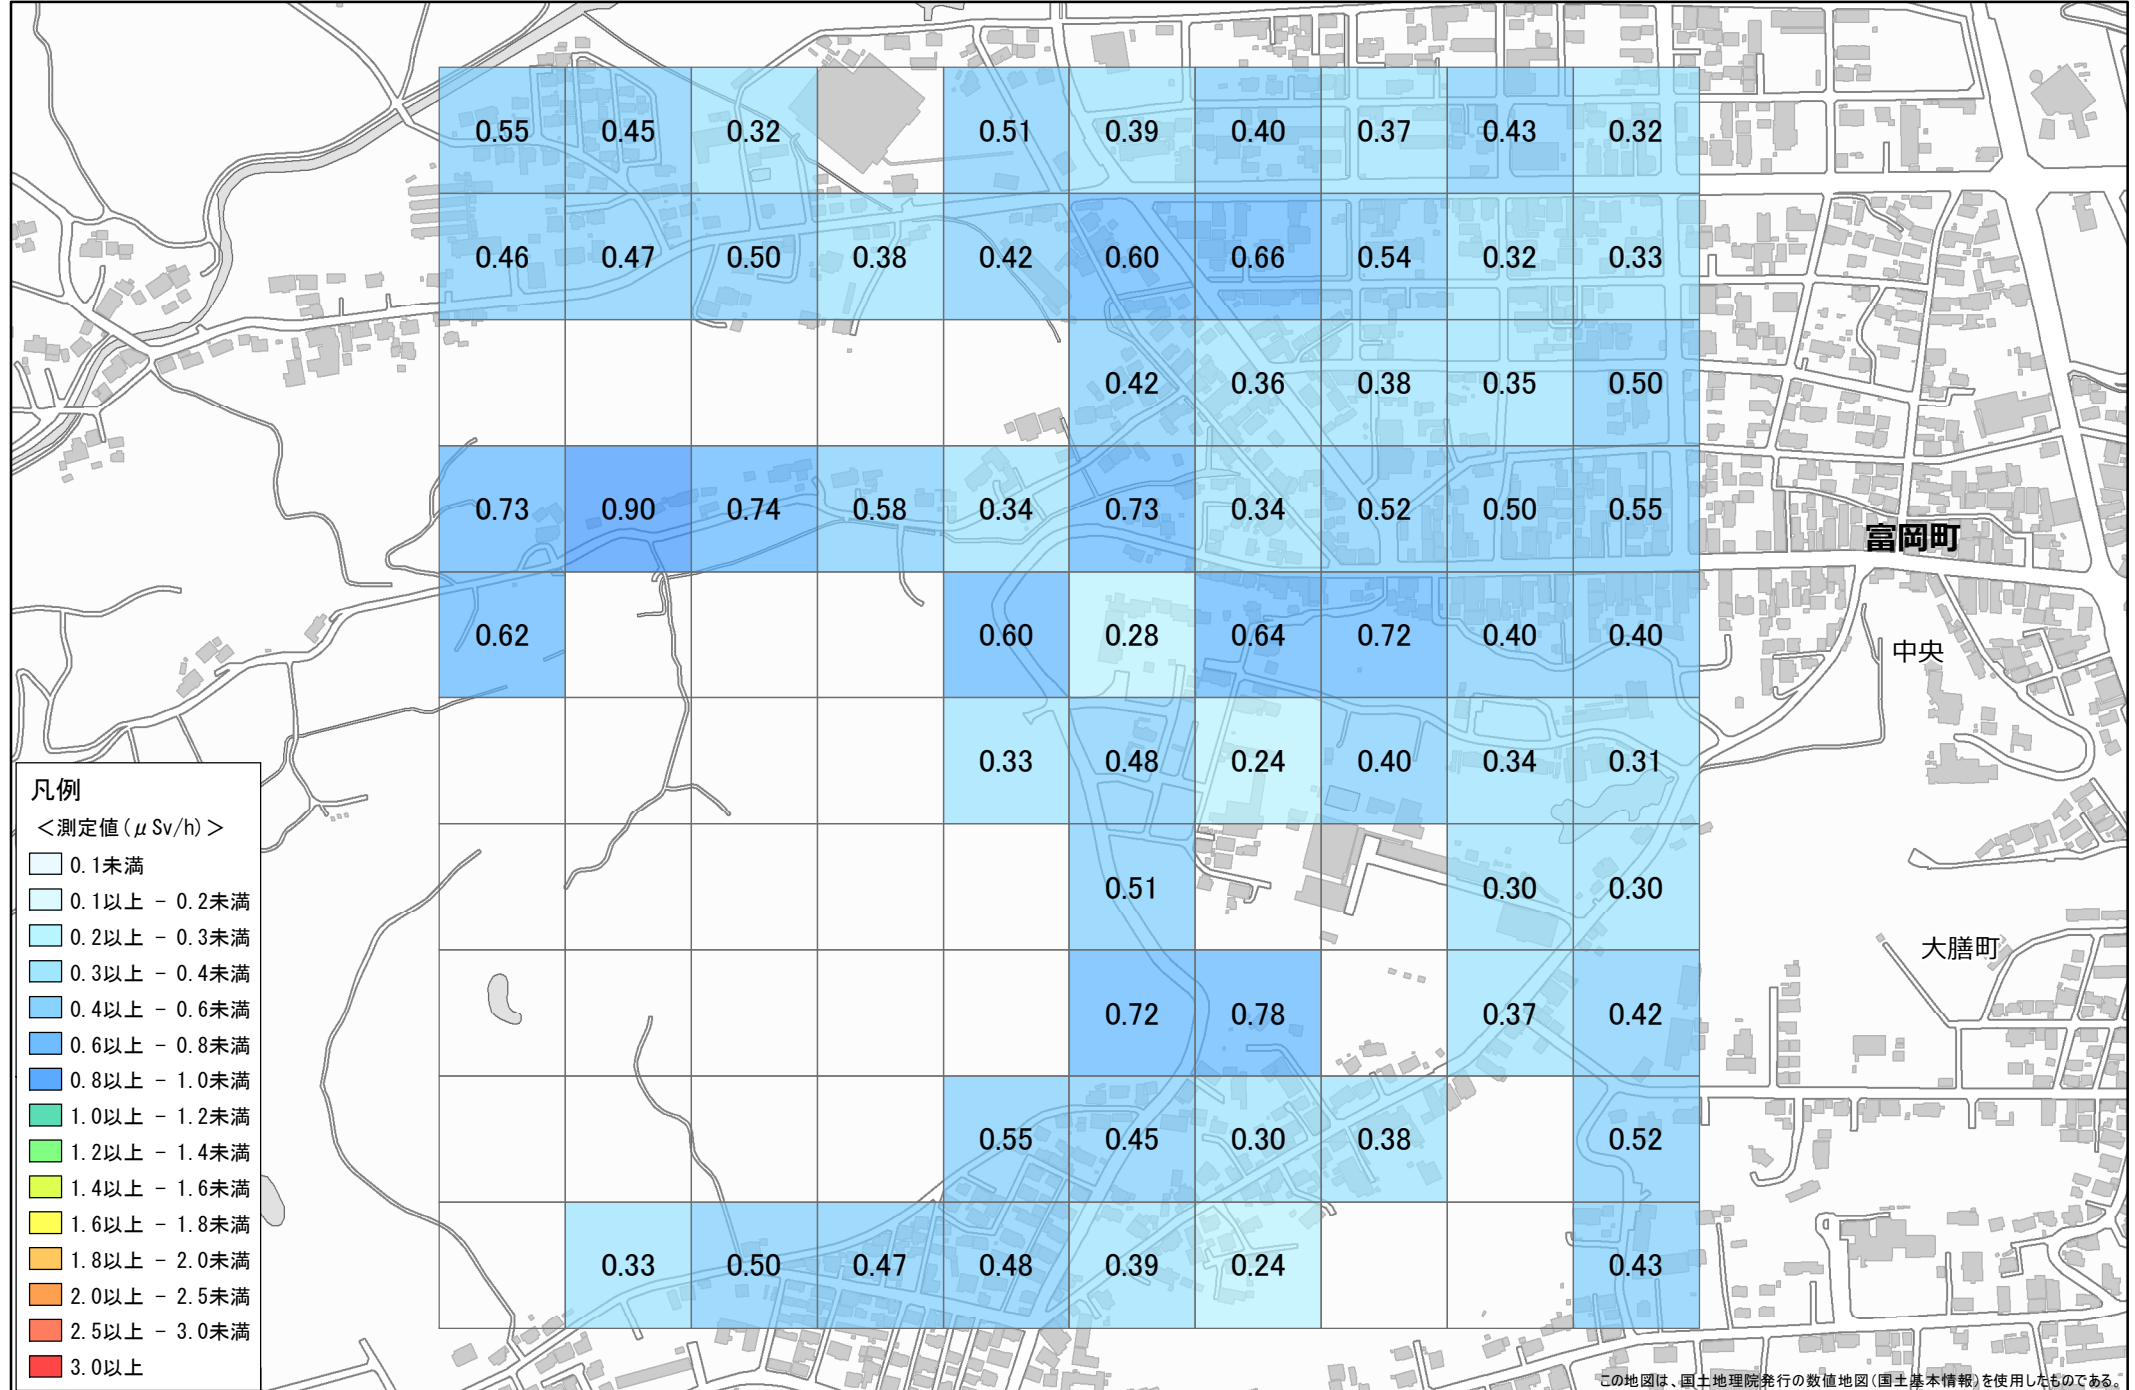 0.55 0.45 0.32 0.51 0.39 0.40 0.37 0.43 0.32
0.46 0.47 0.50 0.38 0.42 0.60 0.66 0.54 0.32 0.33
0.42 0.36 0.38 0.35 0.50
0.73 0.90 0.74 0.58 0.34 0.73 0.34 0.52 0.50 0.55
富岡町
0.62 0.60 0.28 0.64 0.72 0.40 0.40
中央
0.33 0.48 0.24 0.40 0.34 0.31
0.51 0.30 0.30
大膳町
0.72 0.78 0.37 0.42
0.55 0.45 0.30 0.38 0.52
0.33 0.50 0.47 0.48 0.39 0.24 0.43
凡例
＜測定値(μSv/h)＞
0.1未満
0.1以上 - 0.2未満
0.2以上 - 0.3未満
0.3以上 - 0.4未満
0.4以上 - 0.6未満
0.6以上 - 0.8未満
0.8以上 - 1.0未満
1.0以上 - 1.2未満
1.2以上 - 1.4未満
1.4以上 - 1.6未満
1.6以上 - 1.8未満
1.8以上 - 2.0未満
2.0以上 - 2.5未満
2.5以上 - 3.0未満
3.0以上
この地図は、国土地理院発行の数値地図(国土基本情報)を使用したものである。